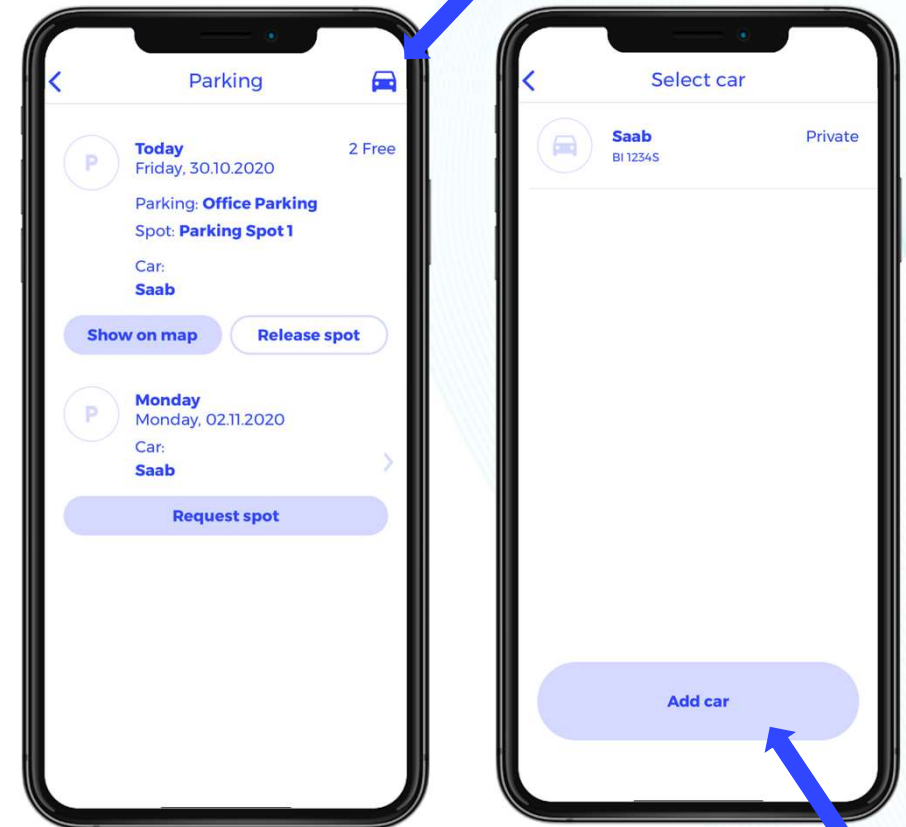 Parking
P
Today
2 Free
Friday, 30.10.2020
Parking: Office Parking
Spot: Parking Spot 1
Car:
Saab
Show on map
Release spot
P
Monday
Monday, 02.11.2020
Car:
Saab
Request spot
Select car
Saab
Private
BI 1234S
Add car